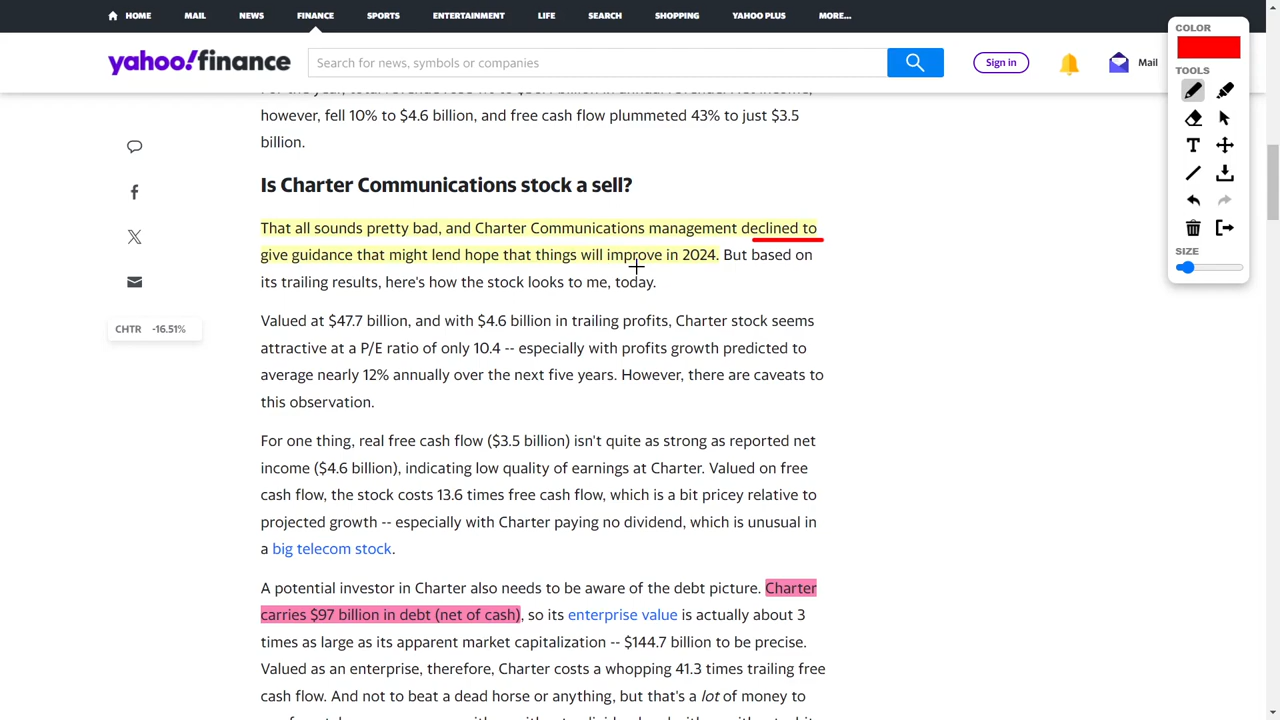 HOME MAIL NEWS FINANCE SPORTS ENTERTAINMENT LIFE SEARCH SHOPPING YAHOO PLUS MORE...
yahoo!finance Search for news, symbols or companies Sign in Mail
however, fell 10% to $4.6 billion, and free cash flow plummeted 43% to just $3.5
billion.
Is Charter Communications stock a sell?
That all sounds pretty bad, and Charter Communications management declined to
give guidance that might lend hope that things will improve in 2024. But based on
its trailing results, here's how the stock looks to me, today.
CHTR -16.51%
Valued at $47.7 billion, and with $4.6 billion in trailing profits, Charter stock seems
attractive at a P/E ratio of only 10.4 -- especially with profits growth predicted to
average nearly 12% annually over the next five years. However, there are caveats to
this observation.
For one thing, real free cash flow ($3.5 billion) isn't quite as strong as reported net
income ($4.6 billion), indicating low quality of earnings at Charter. Valued on free
cash flow, the stock costs 13.6 times free cash flow, which is a bit pricey relative to
projected growth -- especially with Charter paying no dividend, which is unusual in
a big telecom stock.
A potential investor in Charter also needs to be aware of the debt picture. Charter
carries $97 billion in debt (net of cash), so its enterprise value is actually about 3
times as large as its apparent market capitalization -- $144.7 billion to be precise.
Valued as an enterprise, therefore, Charter costs a whopping 41.3 times trailing free
cash flow. And not to beat a dead horse or anything, but that's a lot of money to
COLOR
TOOLS
T
SIZE